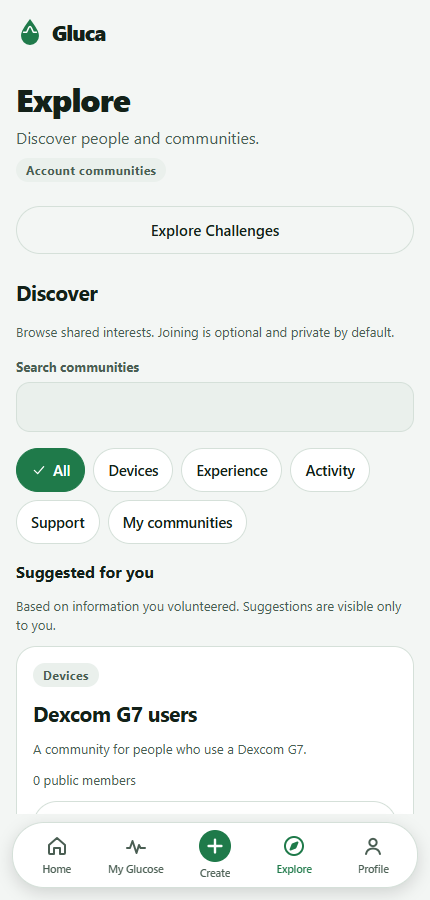 Gluca
Explore
Discover people and communities.
Account communities
Explore Challenges
Discover
Browse shared interests. Joining is optional and private by default.
Search communities
All
Devices
Experience
Activity
Support
My communities
Suggested for you
Based on information you volunteered. Suggestions are visible only
to you.
Devices
Dexcom G7 users
A community for people who use a Dexcom G7.
0 public members
Home
My Glucose
Create
Explore
Profile